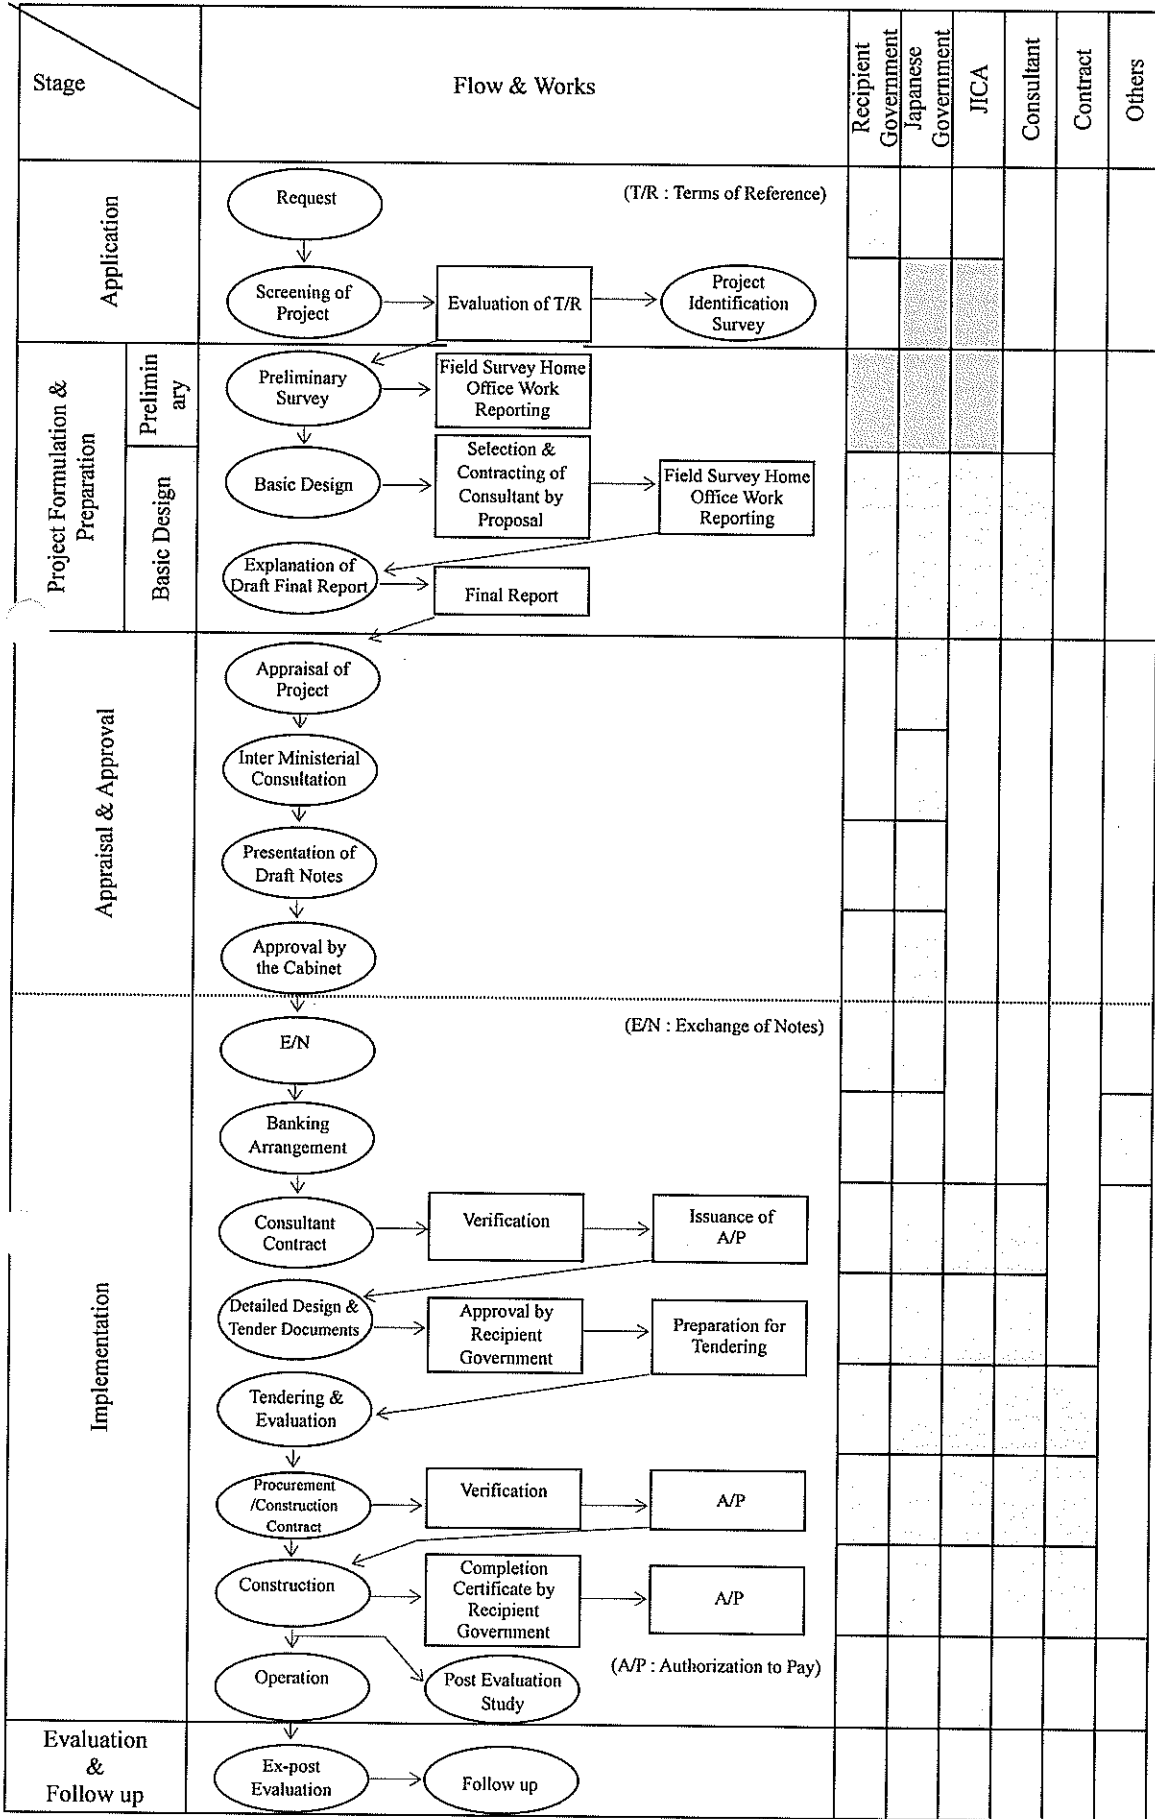 Stage
Flow & Works
Recipient
Government
Japanese
Government
JICA
Consultant
Contract
Others
Application
Request
(T/R : Terms of Reference)
Screening of
Project
Evaluation of T/R
Project
Identification
Survey
Project Formulation &
Preparation
Prelimin
ary
Preliminary
Survey
Field Survey Home
Office Work
Reporting
Basic Design
Basic Design
Selection &
Contracting of
Consultant by
Proposal
Field Survey Home
Office Work
Reporting
Explanation of
Draft Final Report
Final Report
Appraisal & Approval
Appraisal of
Project
Inter Ministerial
Consultation
Presentation of
Draft Notes
Approval by
the Cabinet
Implementation
E/N
(E/N : Exchange of Notes)
Banking
Arrangement
Consultant
Contract
Verification
Issuance of
A/P
Detailed Design &
Tender Documents
Approval by
Recipient
Government
Preparation for
Tendering
Tendering &
Evaluation
Procurement
/Construction
Contract
Verification
A/P
Construction
Completion
Certificate by
Recipient
Government
A/P
Operation
Post Evaluation
Study
(A/P : Authorization to Pay)
Evaluation
&
Follow up
Ex-post
Evaluation
Follow up